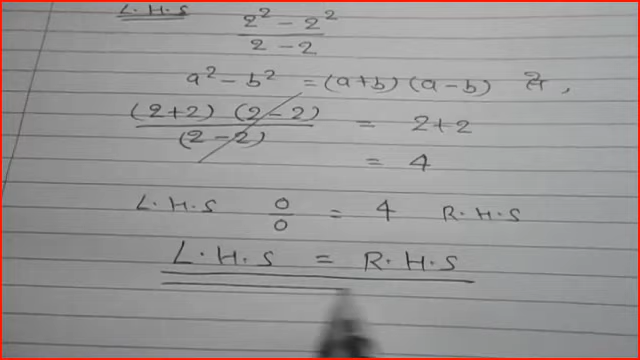 L.H.S
2² - 2²
2 - 2
a² - b² = (a+b) (a-b) से,
(2+2) (2-2)
(2-2)
= 2+2
= 4
L.H.S 0/0 = 4 R.H.S
L.H.S = R.H.S